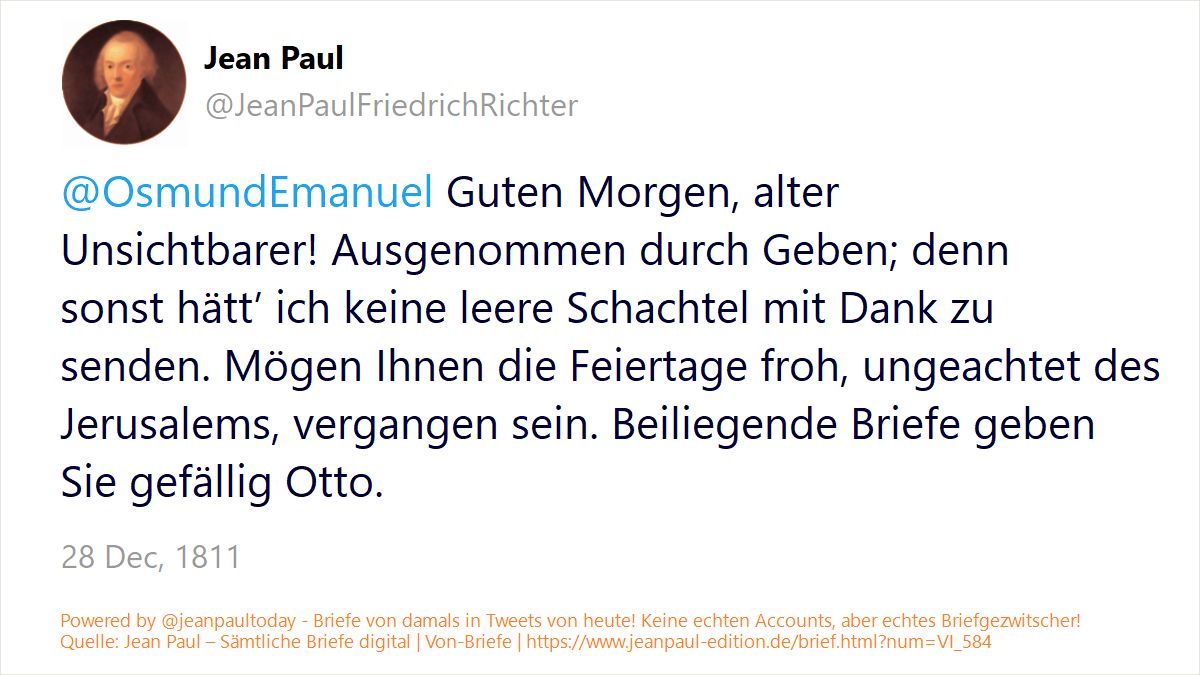 Jean Paul
@JeanPaulFriedrichRichter
@OsmundEmanuel Guten Morgen, alter
Unsichtbarer! Ausgenommen durch Geben; denn
sonst hätt’ ich keine leere Schachtel mit Dank zu
senden. Mögen Ihnen die Feiertage froh, ungeachtet des
Jerusalems, vergangen sein. Beiliegende Briefe geben
Sie gefällig Otto.
28 Dec, 1811
Powered by @jeanpaultoday - Briefe von damals in Tweets von heute! Keine echten Accounts, aber echtes Briefgezwitscher!
Quelle: Jean Paul – Sämtliche Briefe digital | Von-Briefe | https://www.jeanpaul-edition.de/brief.html?num=VI_584